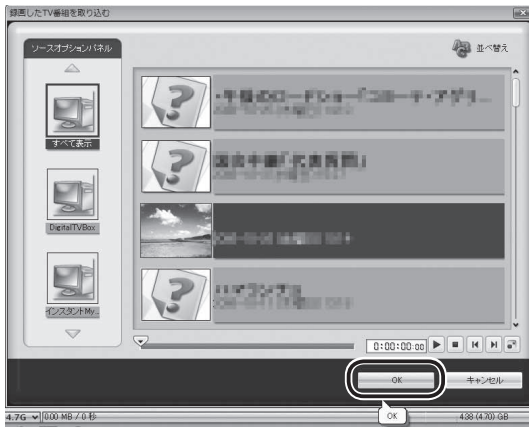 録画したTV番組を取り込む
ソースオプションパネル
並べ替え
すべて表示
DigitalTVBox
インスタントMy...
0:00:00:00
OK
キャンセル
4.7G
0.00 MB / 0 秒
OK
4.38 (4.70) GB